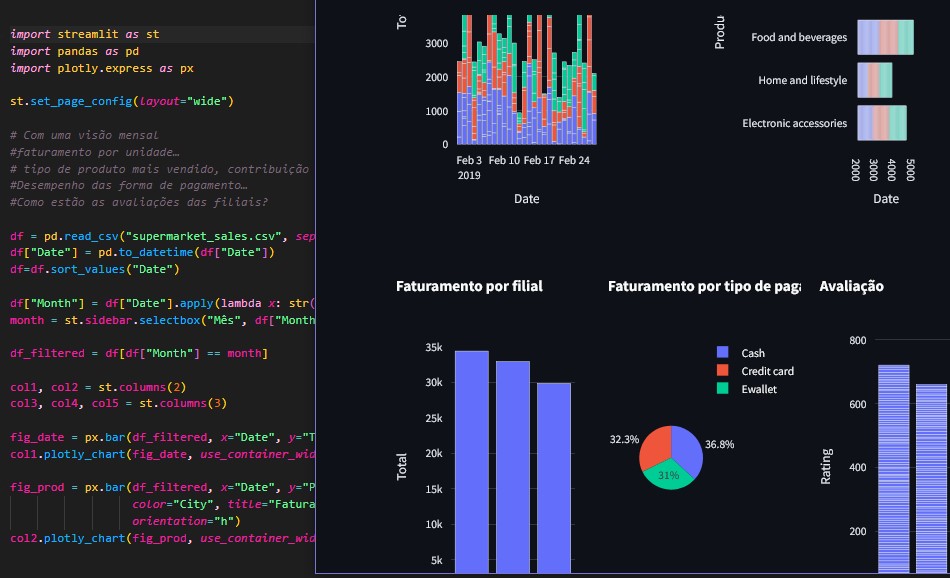 import streamlit as st
import pandas as pd
import plotly.express as px
st.set_page_config(layout="wide")
# Com uma visão mensal
#faturamento por unidade…
# tipo de produto mais vendido, contribuição
#Desempenho das forma de pagamento…
#Como estão as avaliações das filiais?
df = pd.read_csv("supermarket_sales.csv", sep
df["Date"] = pd.to_datetime(df["Date"])
df=df.sort_values("Date")
df["Month"] = df["Date"].apply(lambda x: str(
month = st.sidebar.selectbox("Mês", df["Month
df_filtered = df[df["Month"] == month]
col1, col2 = st.columns(2)
col3, col4, col5 = st.columns(3)
fig_date = px.bar(df_filtered, x="Date", y="T
col1.plotly_chart(fig_date, use_container_wid
fig_prod = px.bar(df_filtered, x="Date", y="P
color="City", title="Fatura
orientation="h")
col2.plotly_chart(fig_prod, use_container_wid
To
3000
2000
1000
0
Feb 3 Feb 10 Feb 17 Feb 24
2019
Date
Produ
Food and beverages
Home and lifestyle
Electronic accessories
2000 3000 4000 5000
Date
Faturamento por filial
35k
30k
25k
20k
15k
10k
5k
Total
Faturamento por tipo de paga
Cash
Credit card
Ewallet
32.3%
36.8%
31%
Avaliação
800
600
400
200
Rating